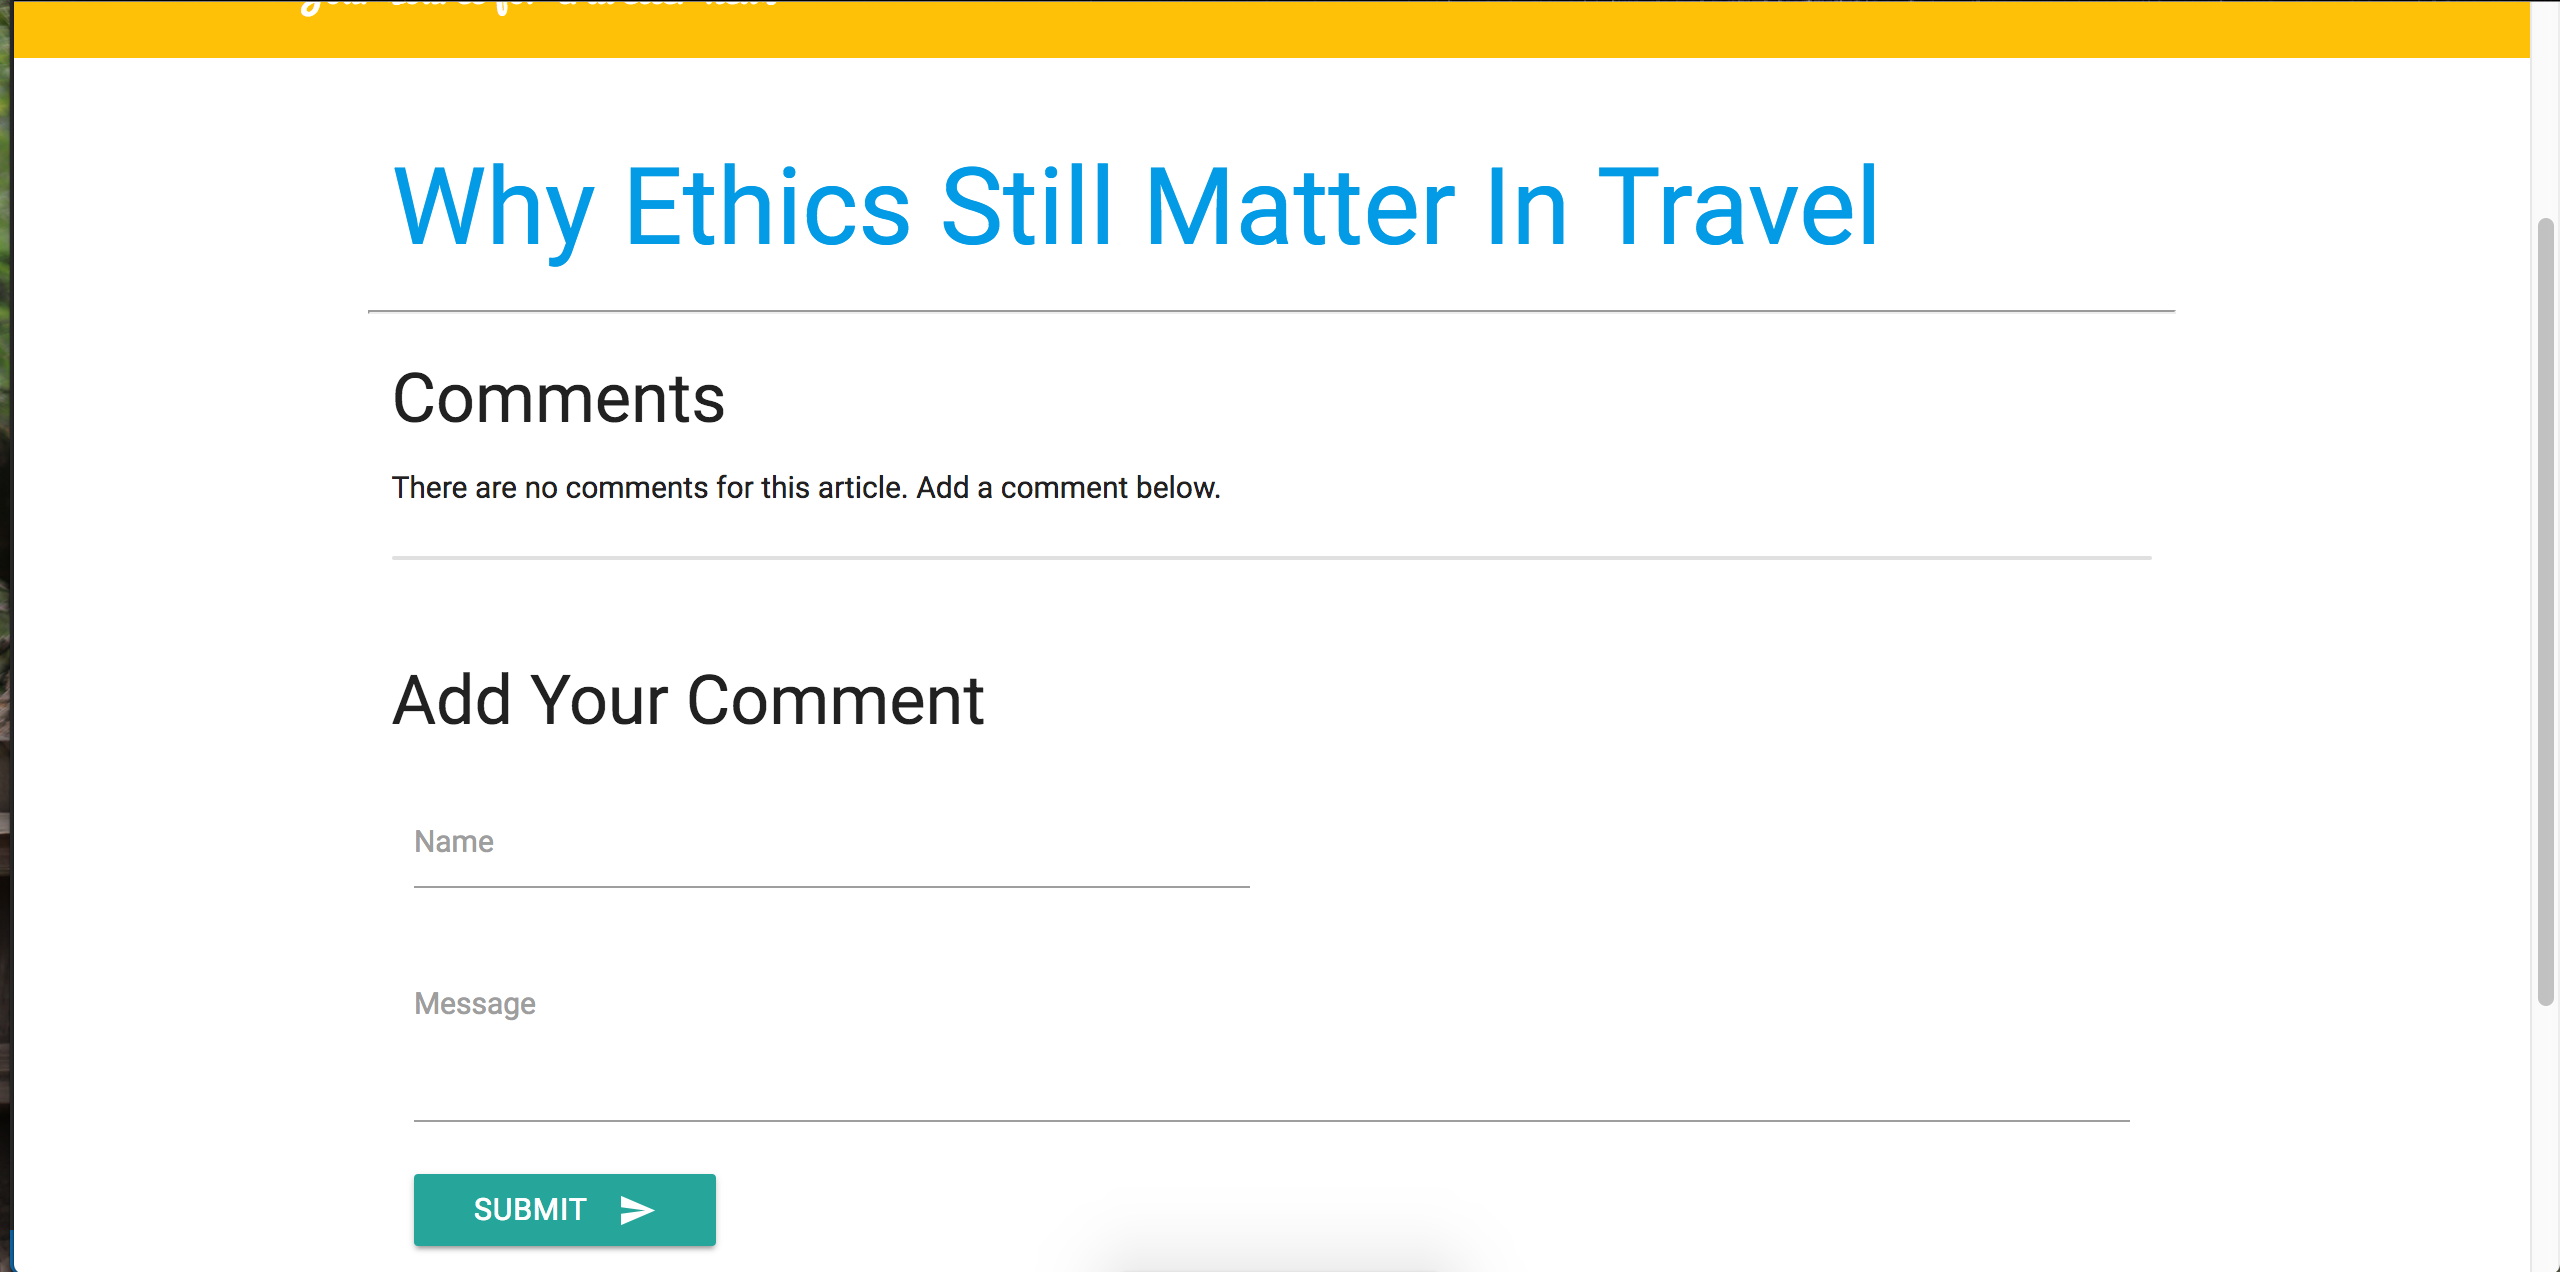 Why Ethics Still Matter In Travel
Comments
There are no comments for this article. Add a comment below.
Add Your Comment
Name
Message
SUBMIT